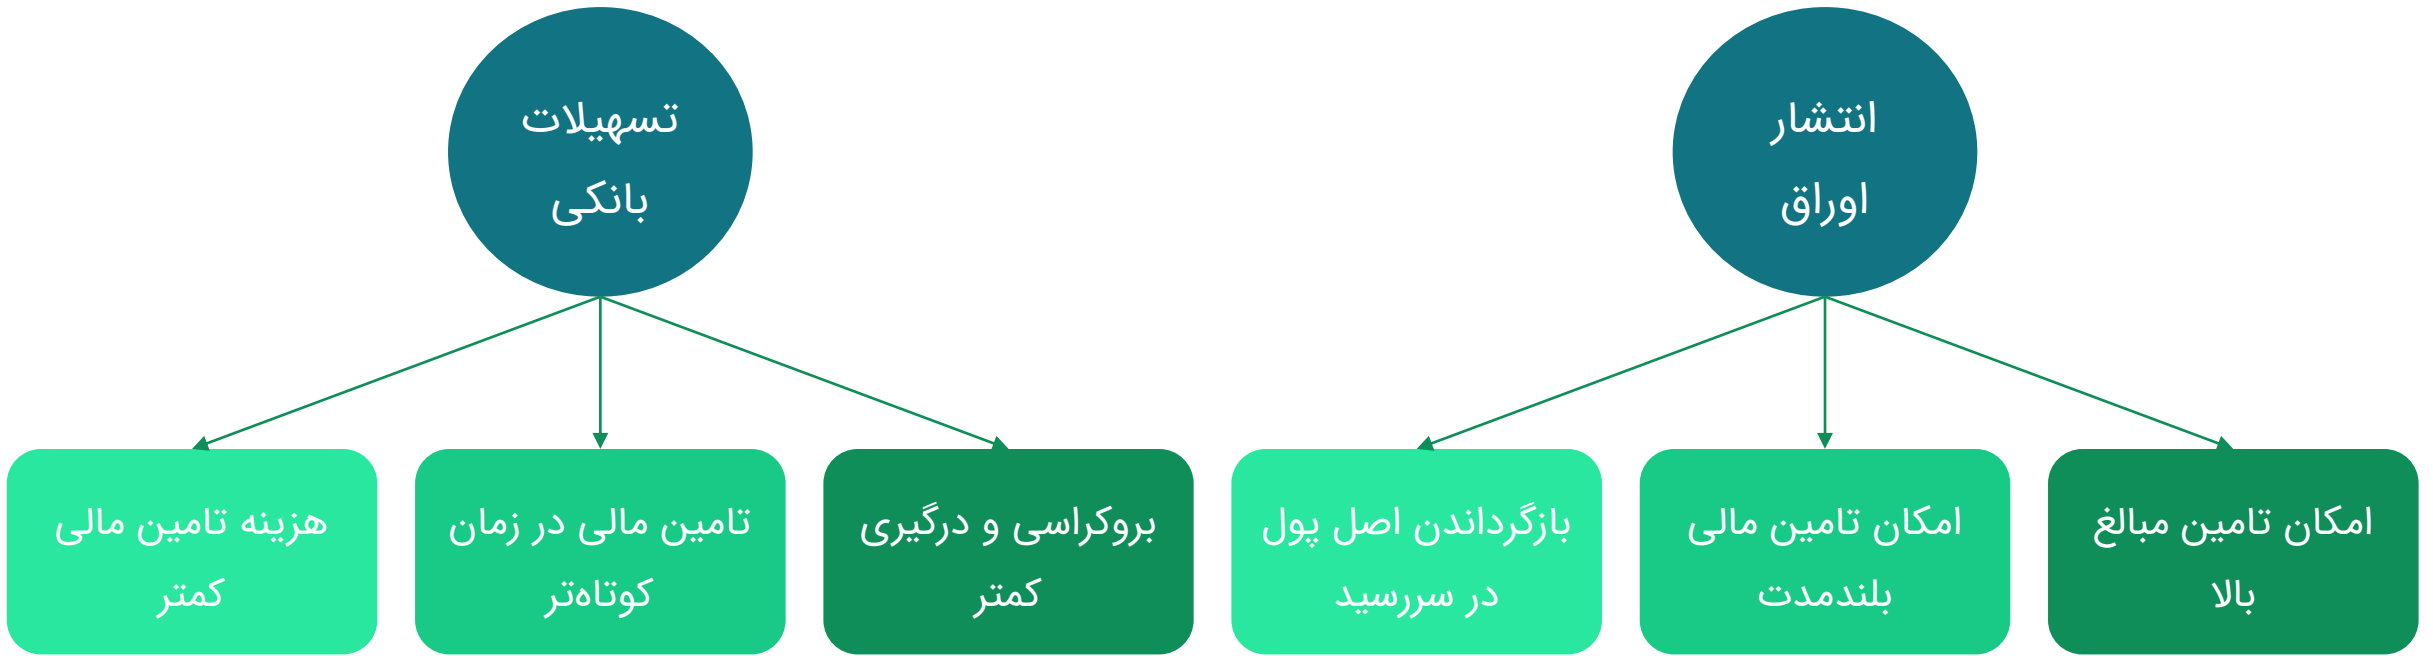 انتشار
اوراق
امکان تامین مبالغ
بالا
امکان تامین مالی
بلندمدت
بازگرداندن اصل پول
در سررسید
تسهیلات
بانکی
بروکراسی و درگیری
کمتر
تامین مالی در زمان
کوتاه‌تر
هزینه تامین مالی
کمتر